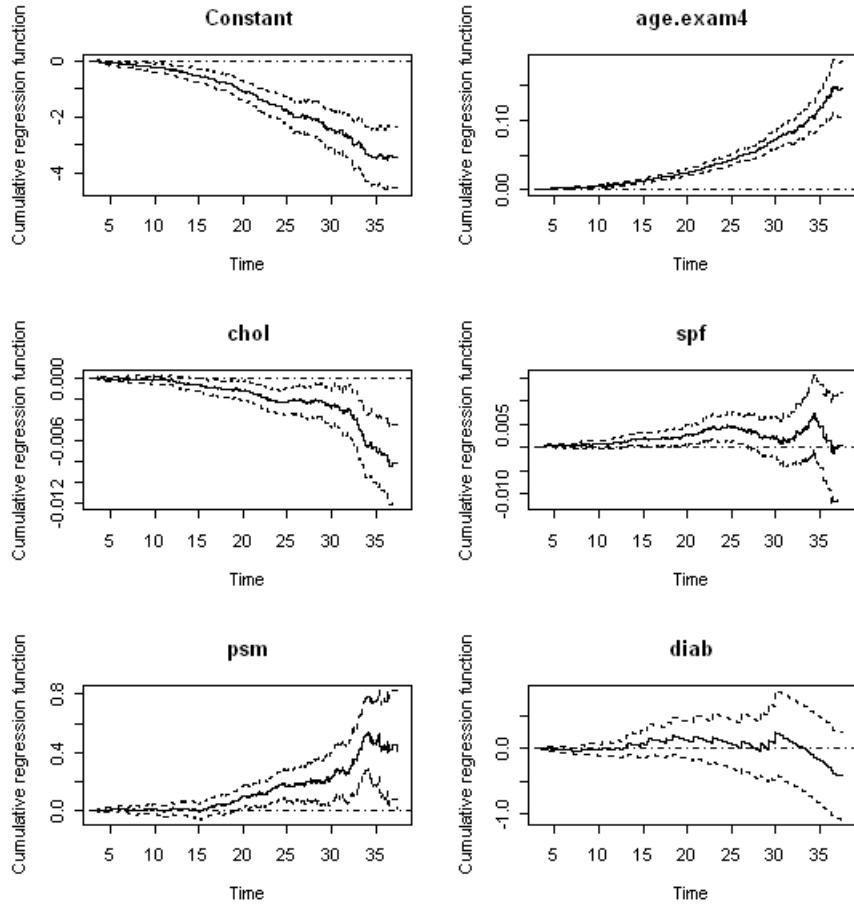 Constant
Cumulative regression function
0
-2
-4
5 10 15 20 25 30 35
Time
age.exam4
Cumulative regression function
0.10
0.00
5 10 15 20 25 30 35
Time
chol
Cumulative regression function
0.000
-0.006
-0.012
5 10 15 20 25 30 35
Time
spf
Cumulative regression function
0.005
-0.010
5 10 15 20 25 30 35
Time
psm
Cumulative regression function
0.8
0.4
0.0
5 10 15 20 25 30 35
Time
diab
Cumulative regression function
0.0
-1.0
5 10 15 20 25 30 35
Time